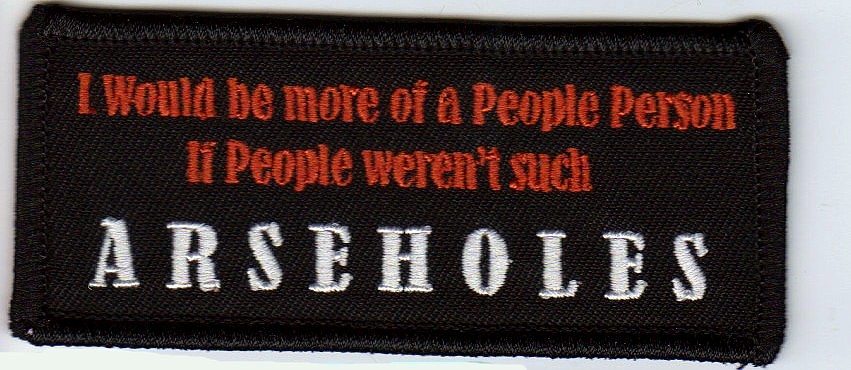 I Would be more of a People Person
If People weren't such
ARSEHOLES